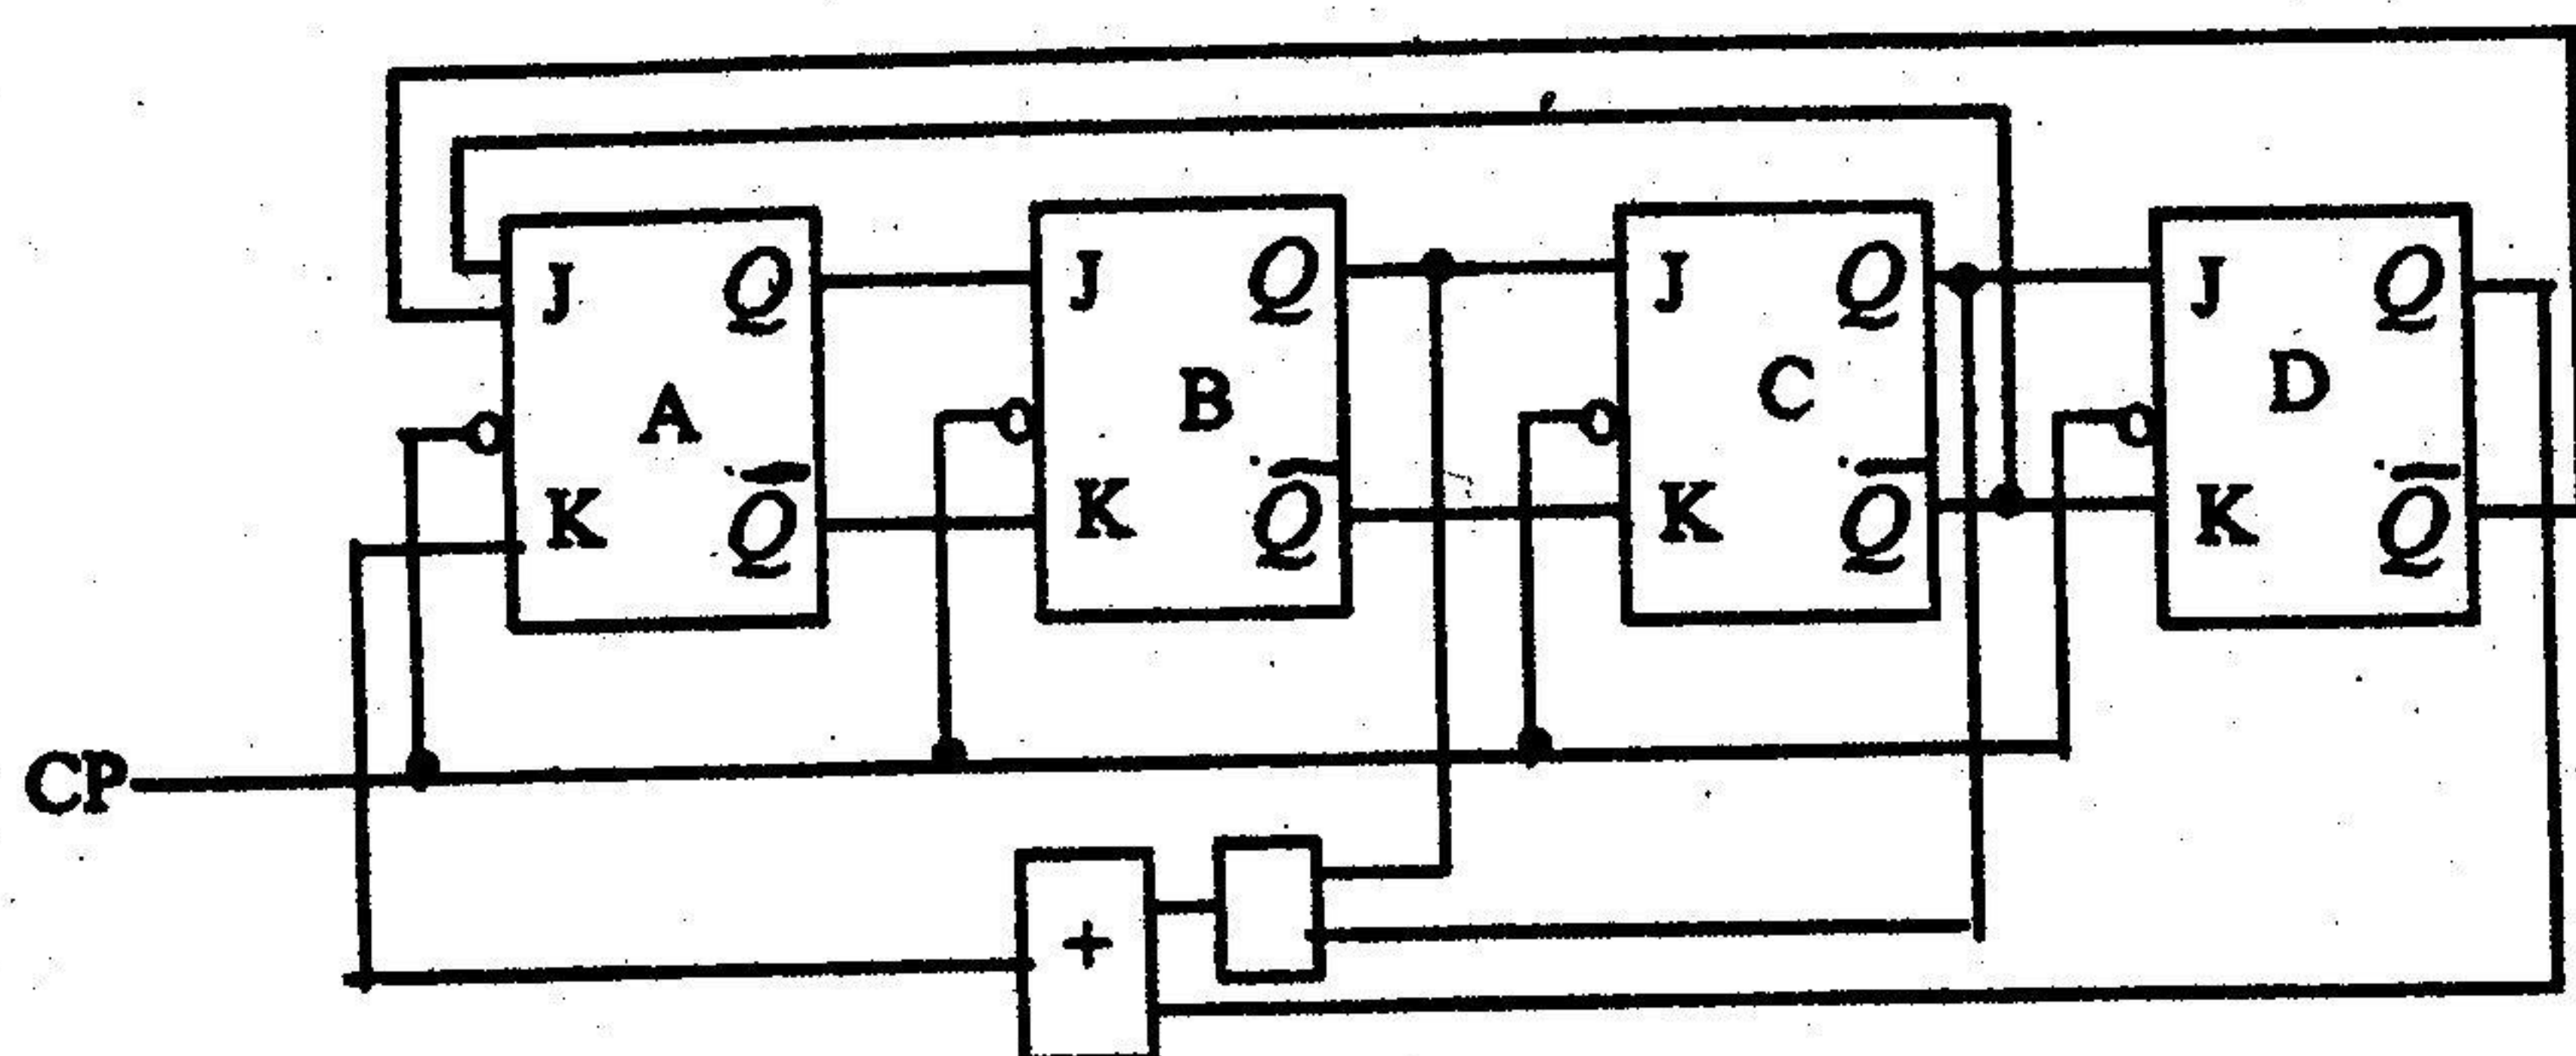 J Q J Q J Q J Q
A B C D
K Q̅ K Q̅ K Q̅ K Q̅
CP
+